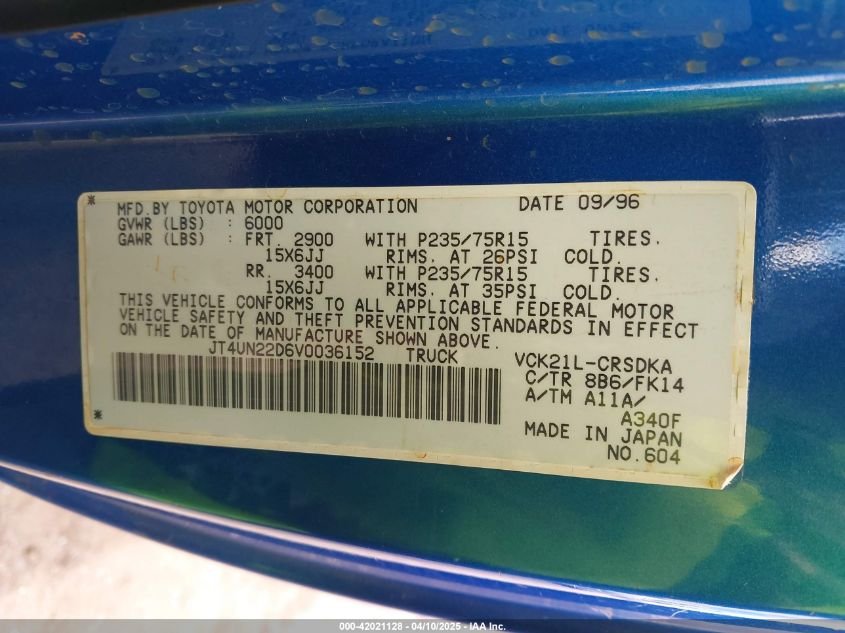 MFD.BY TOYOTA MOTOR CORPORATION DATE 09/96
GVWR (LBS) : 6000
GAWR (LBS) : FRT. 2900 WITH P235/75R15 TIRES.
15X6JJ RIMS. AT 26PSI COLD.
RR. 3400 WITH P235/75R15 TIRES.
15X6JJ RIMS. AT 35PSI COLD.
THIS VEHICLE CONFORMS TO ALL APPLICABLE FEDERAL MOTOR
VEHICLE SAFETY AND THEFT PREVENTION STANDARDS IN EFFECT
ON THE DATE OF MANUFACTURE SHOWN ABOVE.
JT4UN22D6V0036152 TRUCK VCK21L-CRSDKA
C/TR 8B6/FK14
A/TM A11A/
A340F
MADE IN JAPAN
NO.604
000-42021128 - 04/10/2025 - IAA Inc.